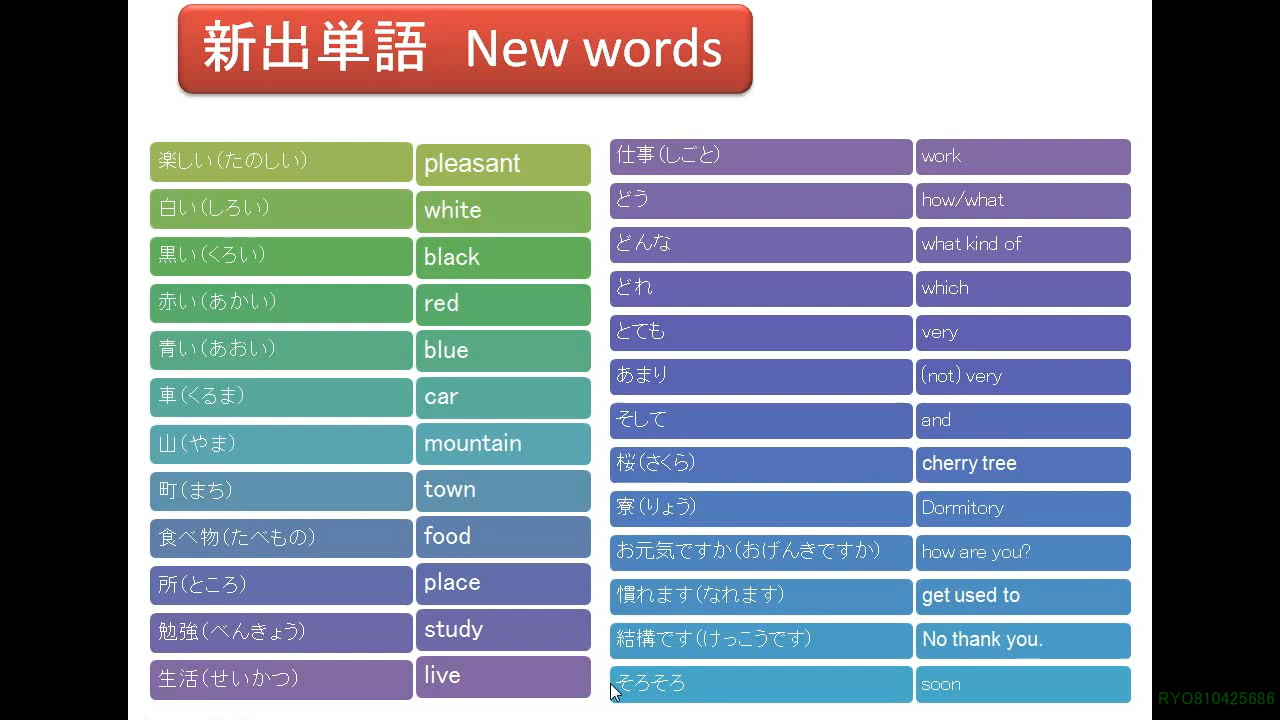 新出単語 New words
楽しい(たのしい) pleasant
白い(しろい) white
黒い(くろい) black
赤い(あかい) red
青い(あおい) blue
車(くるま) car
山(やま) mountain
町(まち) town
食べ物(たべもの) food
所(ところ) place
勉強(べんきょう) study
生活(せいかつ) live
仕事(しごと) work
どう how/what
どんな what kind of
どれ which
とても very
あまり (not) very
そして and
桜(さくら) cherry tree
寮(りょう) Dormitory
お元気ですか(おげんきですか) how are you?
慣れます(なれます) get used to
結構です(けっこうです) No thank you.
そろそろ soon
RYO810425686